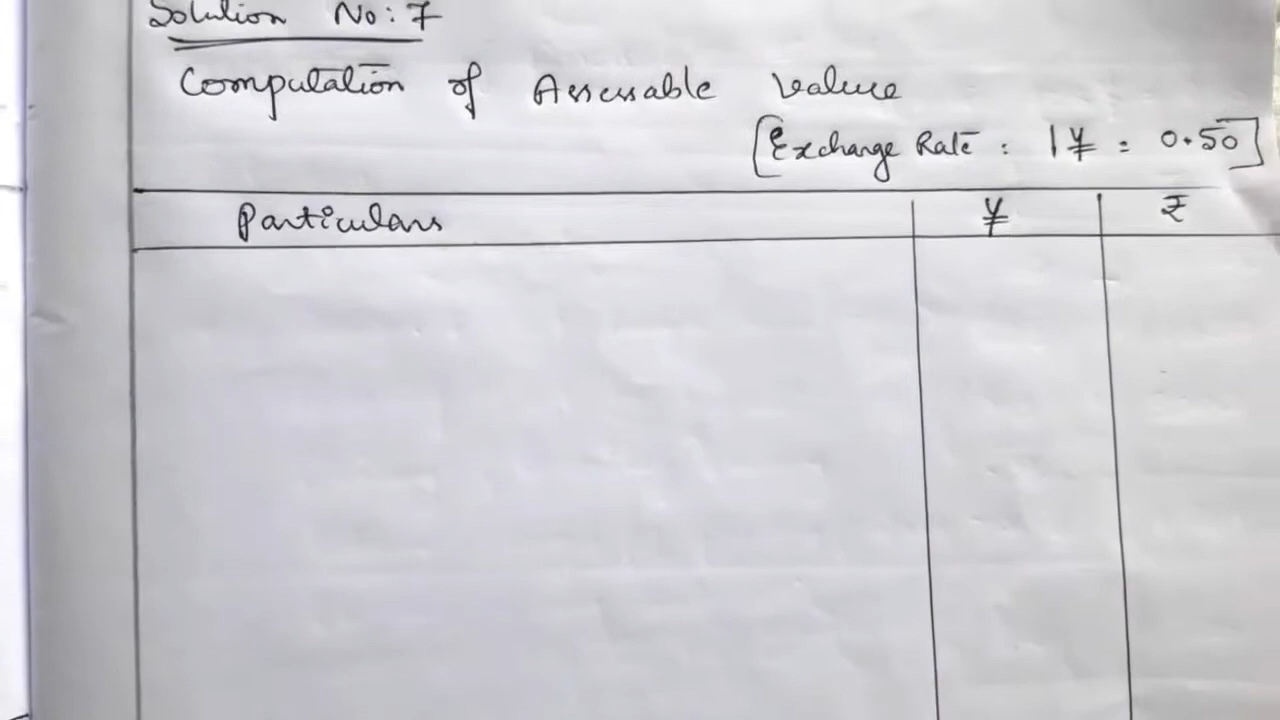 Solution No: 7
Computation of Assessable Value
[Exchange Rate : 1 ¥ = 0.50]
Particulars ¥ ₹